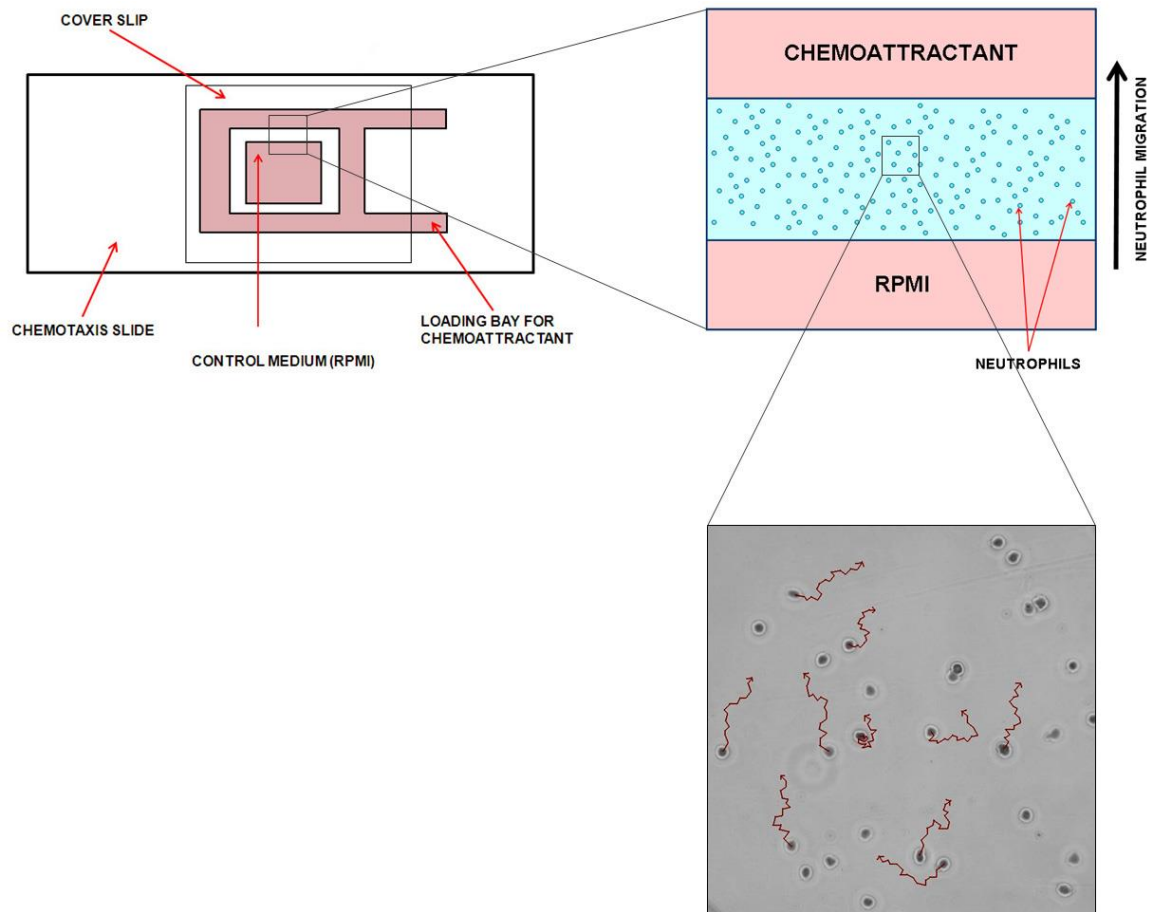 COVER SLIP
CHEMOTAXIS SLIDE
CONTROL MEDIUM (RPMI)
LOADING BAY FOR
CHEMOATTRACTANT
CHEMOATTRACTANT
RPMI
NEUTROPHILS
NEUTROPHIL MIGRATION